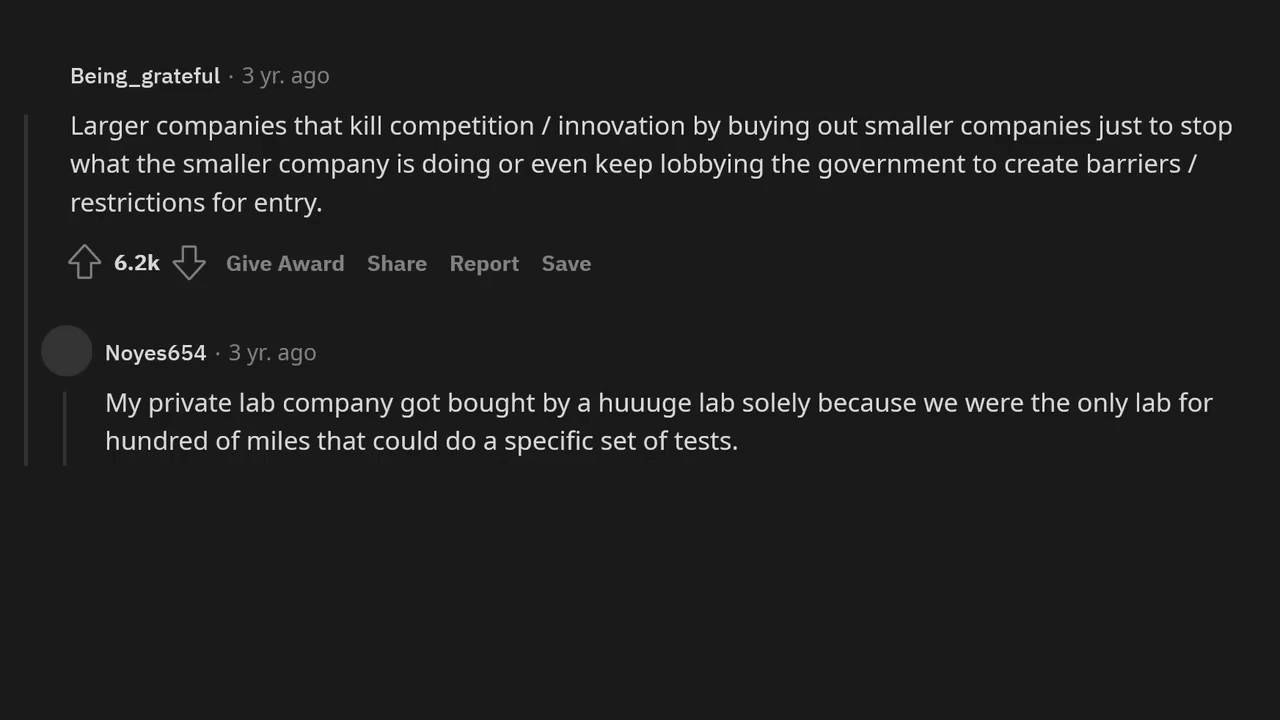 Being_grateful · 3 yr. ago
Larger companies that kill competition / innovation by buying out smaller companies just to stop
what the smaller company is doing or even keep lobbying the government to create barriers /
restrictions for entry.
6.2k Give Award Share Report Save
Noyes654 · 3 yr. ago
My private lab company got bought by a huuuge lab solely because we were the only lab for
hundred of miles that could do a specific set of tests.